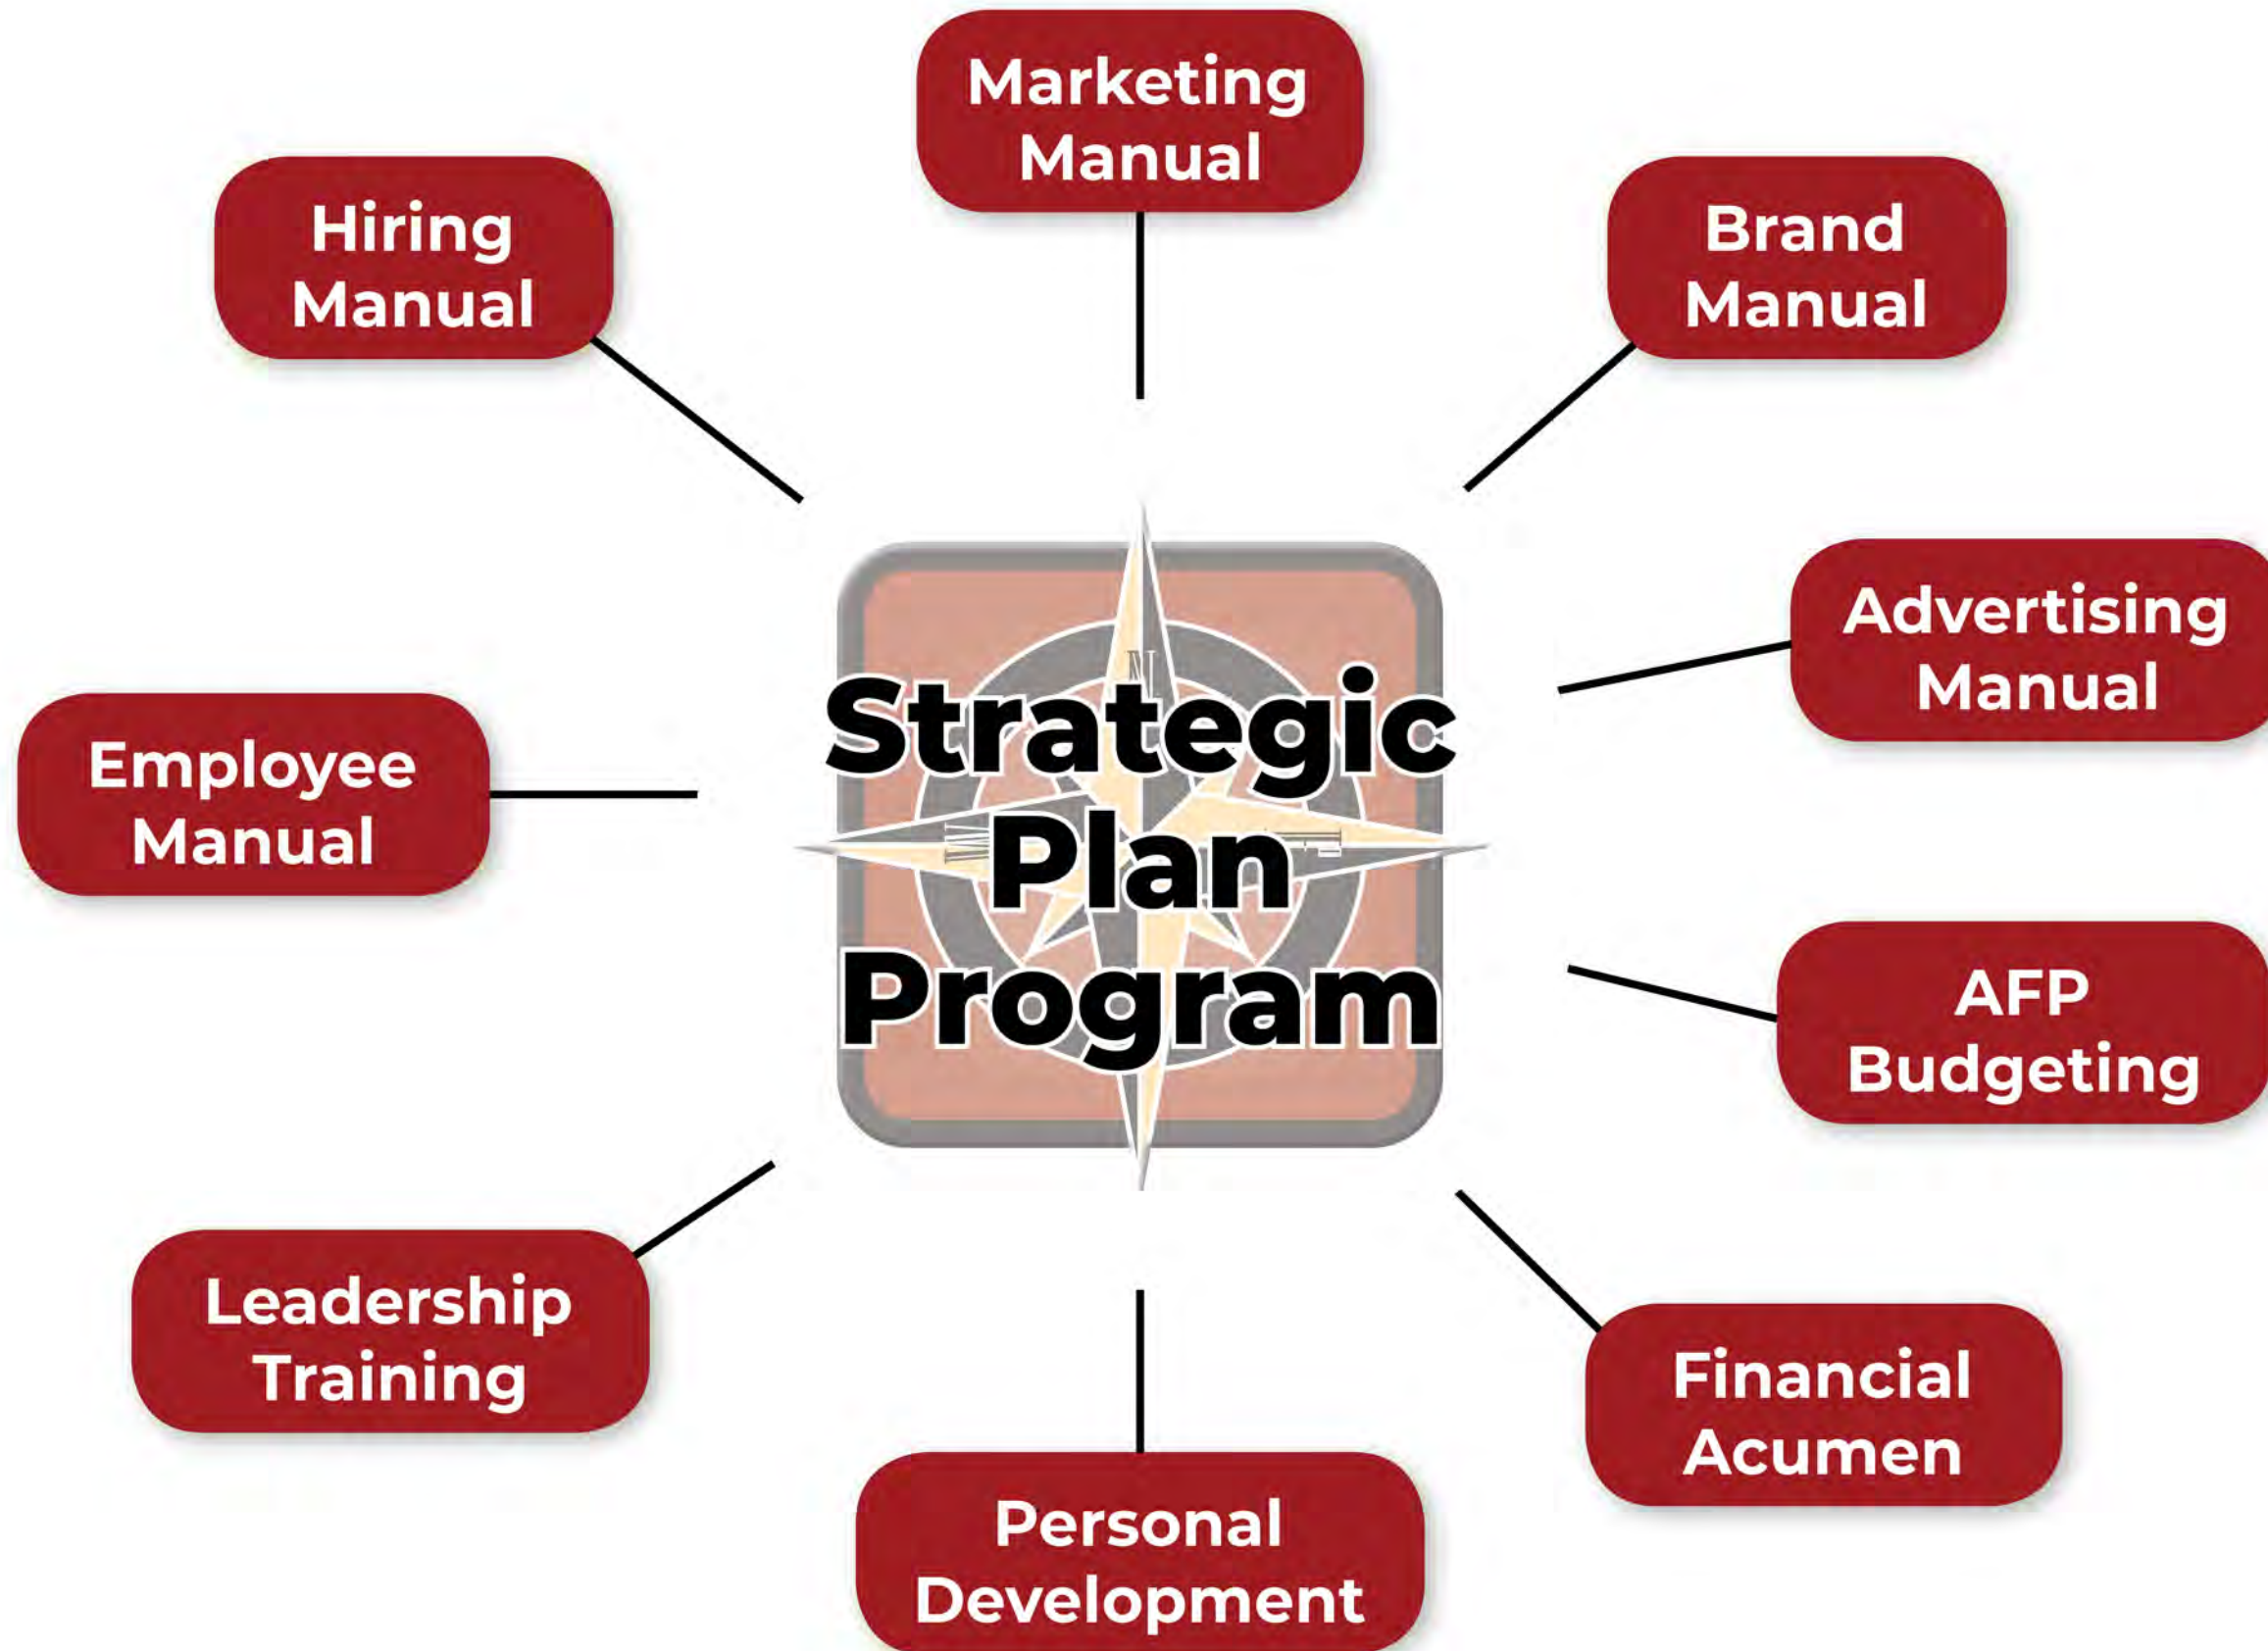 Marketing
Manual
Hiring
Manual
Brand
Manual
Advertising
Manual
Employee
Manual
Strategic
Plan
Program
AFP
Budgeting
Leadership
Training
Financial
Acumen
Personal
Development